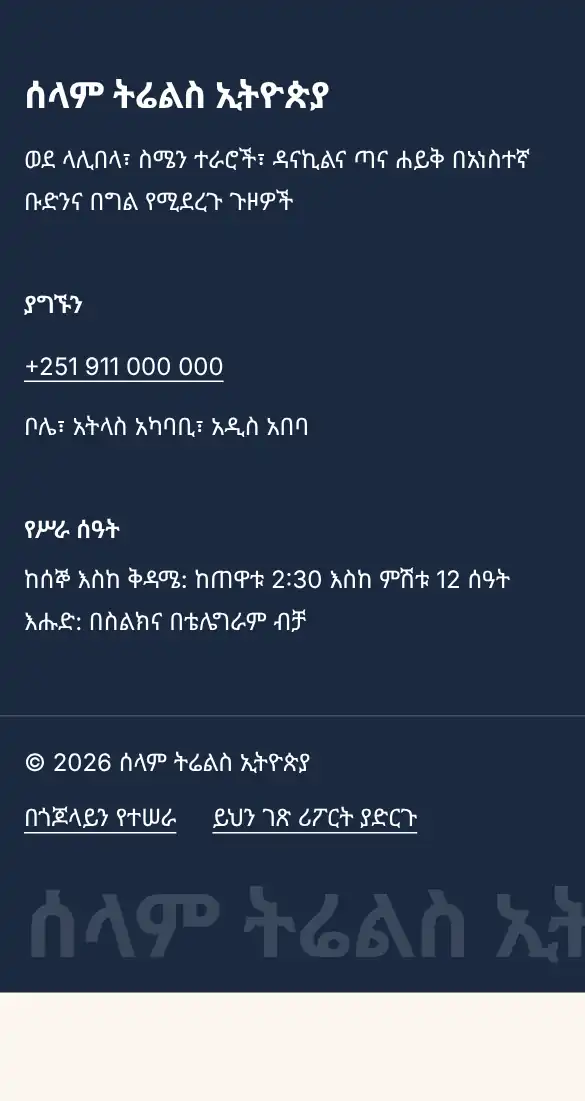 ሰላም ትሬልስ ኢትዮጵያ
ወደ ላሊበላ፣ ስሜን ተራሮች፣ ዳናኪልና ጣና ሐይቅ በአነስተኛ
ቡድንና በግል የሚደረጉ ጉዞዎች
ያግኙን
+251 911 000 000
ቦሌ፣ አትላስ አካባቢ፣ አዲስ አበባ
የሥራ ሰዓት
ከሰኞ እስከ ቅዳሜ: ከጠዋቱ 2:30 እስከ ምሽቱ 12 ሰዓት
እሑድ: በስልክና በቴሌግራም ብቻ
© 2026 ሰላም ትሬልስ ኢትዮጵያ
በጎጆላይን የተሠራ ይህን ገጽ ሪፖርት ያድርጉ
ሰላም ትሬልስ ኢት